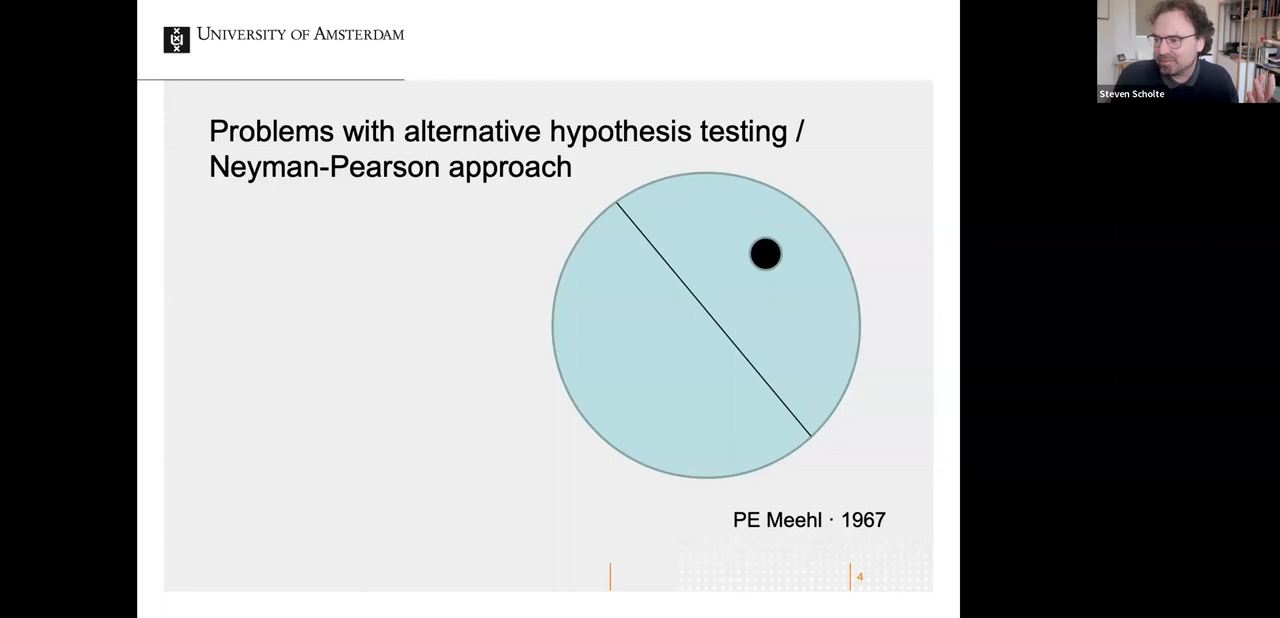 UNIVERSITY OF AMSTERDAM
Steven Scholte
Problems with alternative hypothesis testing /
Neyman-Pearson approach
PE Meehl · 1967
4